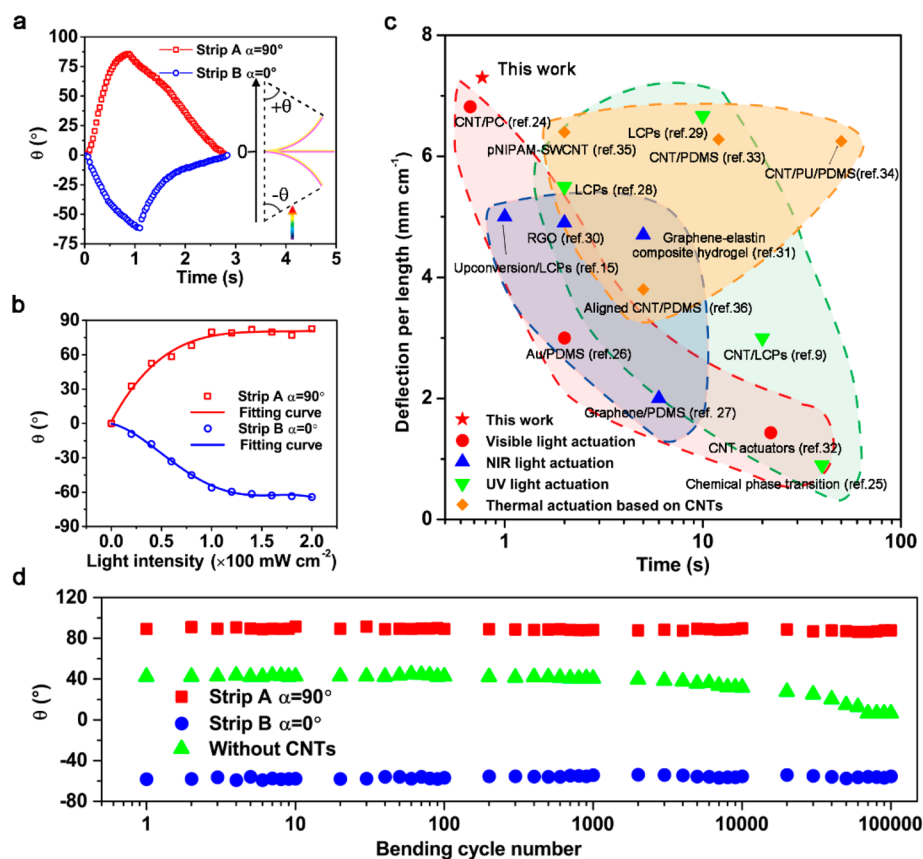 a
Strip A α=90°
Strip B α=0°
100
75
50
25
0
-25
-50
-75
θ (°)
+θ
0
-θ
0 1 2 3 4 5
Time (s)
b
90
60
30
0
-30
-60
-90
θ (°)
Strip A α=90°
Fitting curve
Strip B α=0°
Fitting curve
0.0 0.5 1.0 1.5 2.0
Light intensity (×100 mW cm⁻²)
c
8
6
4
2
0
Deflection per length (mm cm⁻¹)
This work
CNT/PC (ref.24)
LCPs (ref.29)
pNIPAM-SWCNT (ref.35)
CNT/PDMS (ref.33)
CNT/PU/PDMS(ref.34)
LCPs (ref.28)
RGO (ref.30)
Graphene-elastin
composite hydrogel (ref.31)
Upconversion/LCPs (ref.15)
Aligned CNT/PDMS (ref.36)
Au/PDMS (ref.26)
CNT/LCPs (ref.9)
Graphene/PDMS (ref. 27)
CNT actuators (ref.32)
Chemical phase transition (ref.25)
This work
Visible light actuation
NIR light actuation
UV light actuation
Thermal actuation based on CNTs
1 10 100
Time (s)
d
120
80
40
0
-40
-80
θ (°)
Strip A α=90°
Strip B α=0°
Without CNTs
1 10 100 1000 10000 100000
Bending cycle number